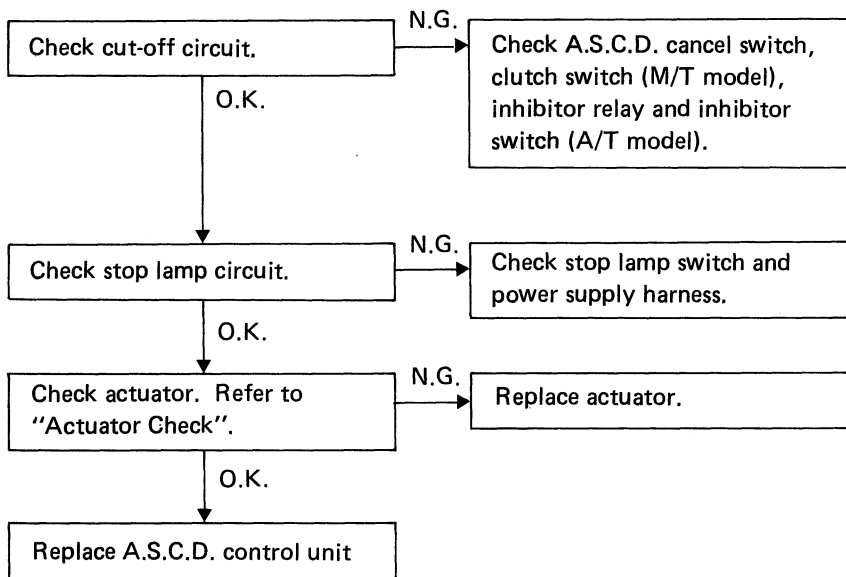 Check cut-off circuit.
N.G.
Check A.S.C.D. cancel switch,
clutch switch (M/T model),
inhibitor relay and inhibitor
switch (A/T model).
O.K.
Check stop lamp circuit.
N.G.
Check stop lamp switch and
power supply harness.
O.K.
Check actuator. Refer to
"Actuator Check".
N.G.
Replace actuator.
O.K.
Replace A.S.C.D. control unit